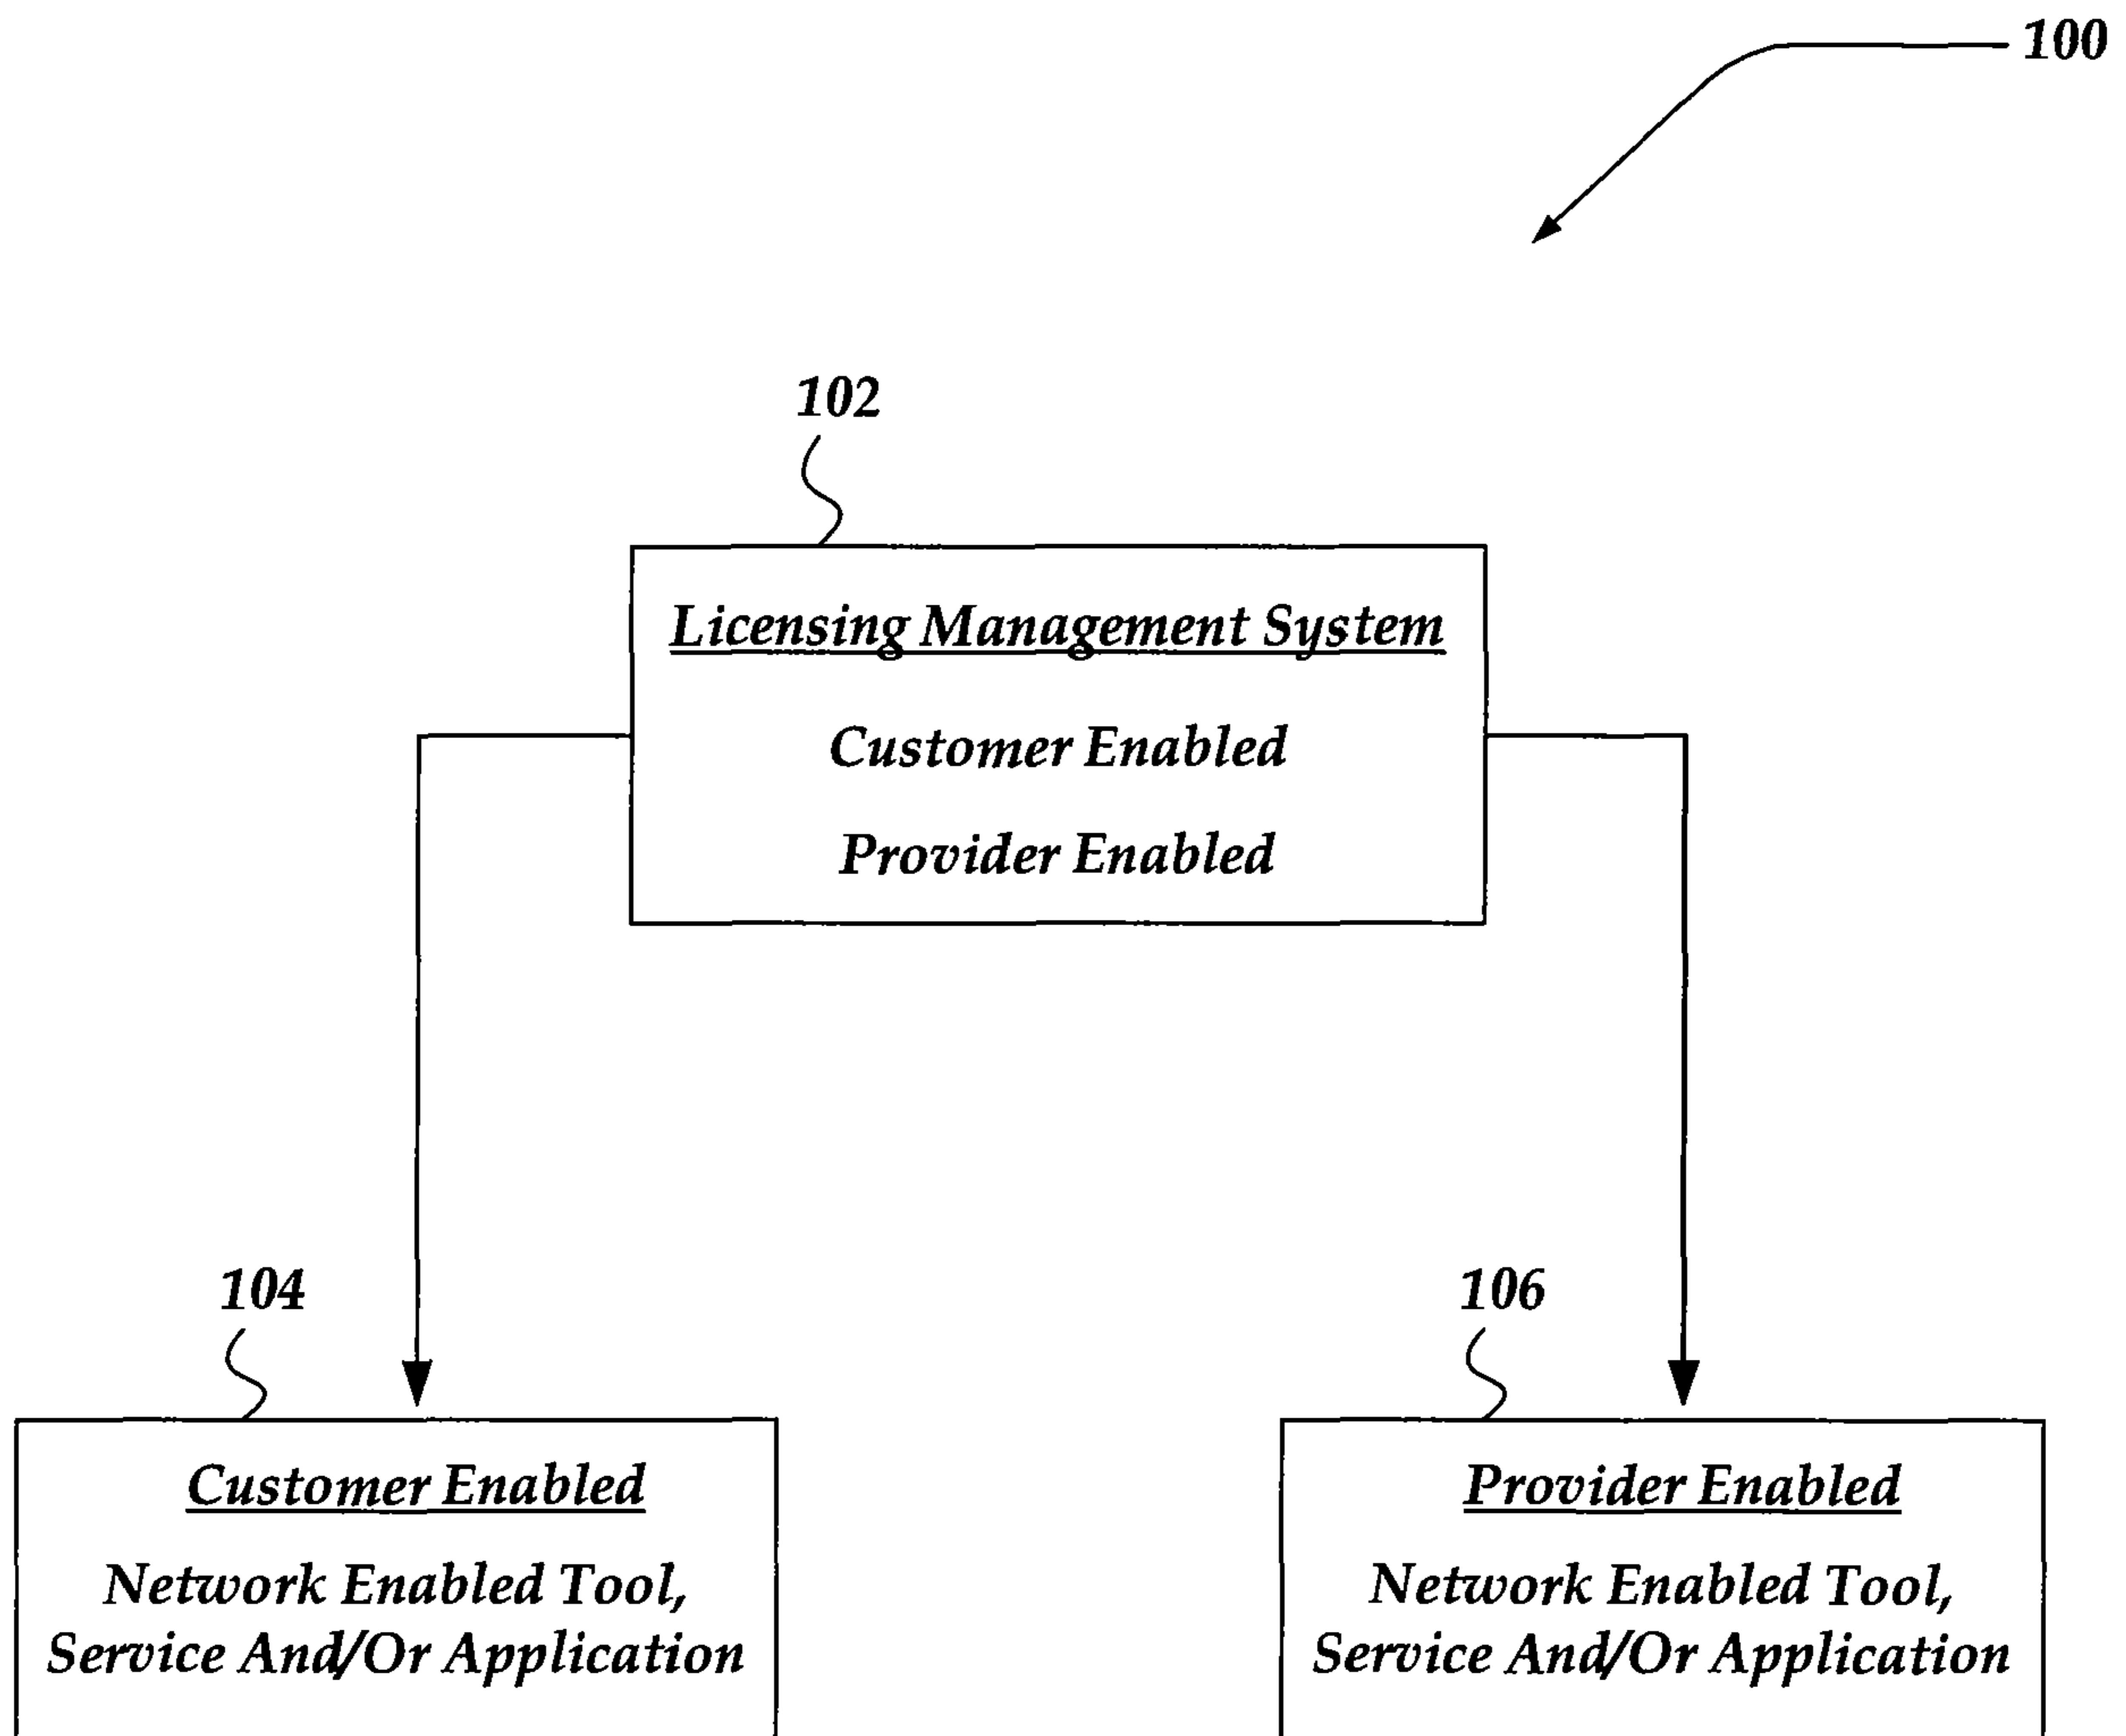 100
102
Licensing Management System
Customer Enabled
Provider Enabled
104
Customer Enabled
Network Enabled Tool,
Service And/Or Application
106
Provider Enabled
Network Enabled Tool,
Service And/Or Application